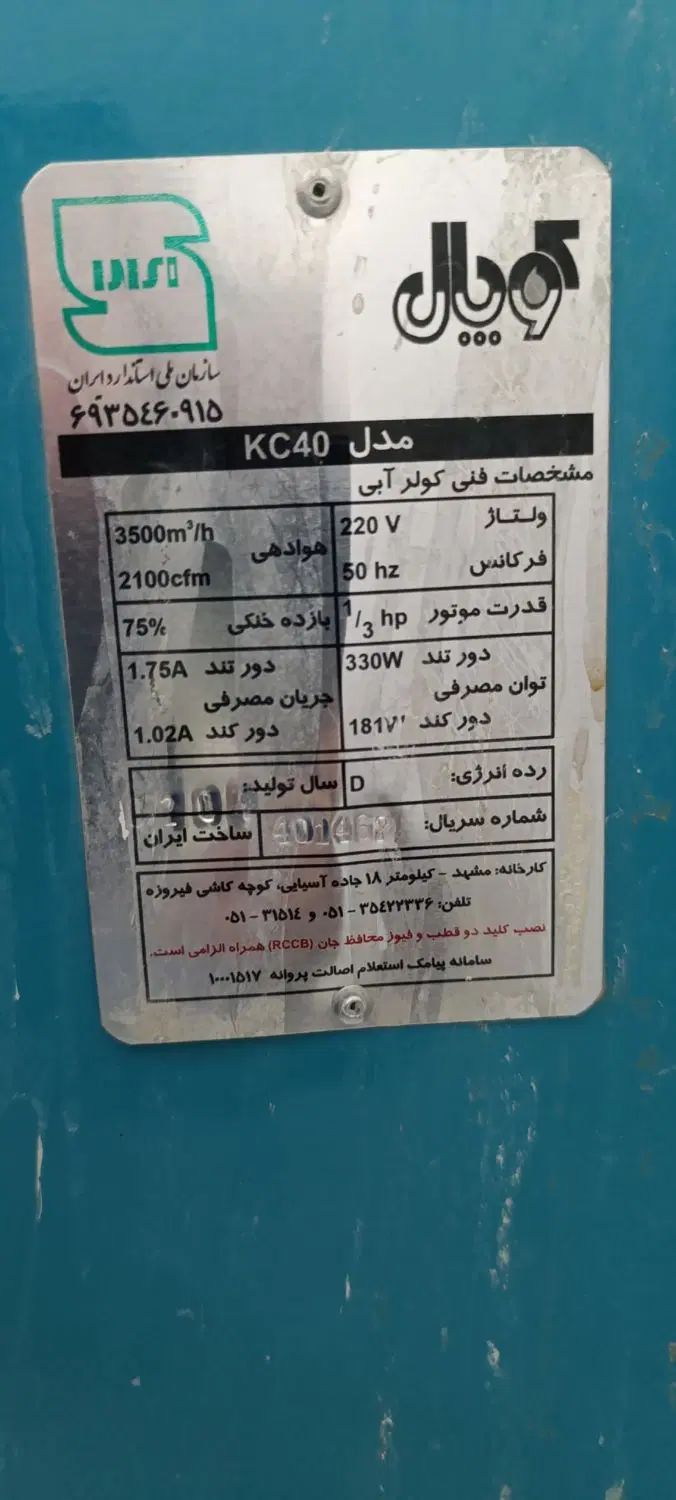 ISIRI
کوپال
سازمان ملی استاندارد ایران
۶۹۳۵۴۶۰۹۱۵
مدل KC40
مشخصات فنی کولر آبی
ولتاژ 220 V
فرکانس 50 hz
هوادهی 3500m³/h
2100cfm
قدرت موتور 1/3 hp
بازده خنکی 75%
دور تند 330W
توان مصرفی
دور کند 181W
دور تند 1.75A
جریان مصرفی
دور کند 1.02A
رده انرژی: D
سال تولید:
شماره سریال:
ساخت ایران
کارخانه: مشهد - کیلومتر ۱۸ جاده آسیایی، کوچه کاشی فیروزه
تلفن: ۳۵۴۲۲۳۳۶ - ۰۵۱ و ۳۱۵۱۴ - ۰۵۱
نصب کلید دو قطب و فیوز محافظ جان (RCCB) همراه الزامی است.
سامانه پیامک استعلام اصالت پروانه ۱۰۰۰۱۵۱۷